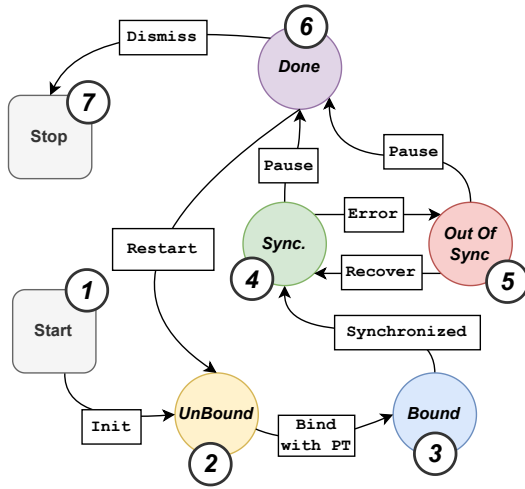 6
Dismiss
Done
7
Stop
Pause
Pause
Error
Sync.
Out Of
Sync
Restart
4
Recover
5
1
Start
Synchronized
UnBound
Bind
with PT
Bound
Init
2
3